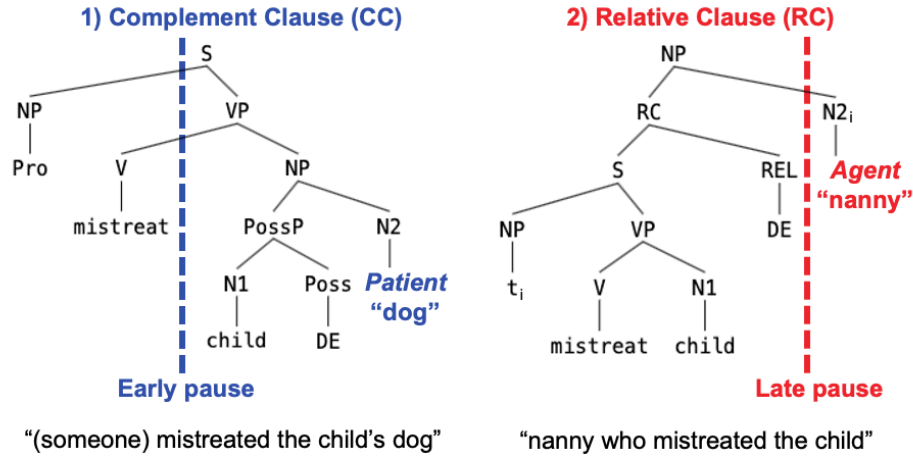 1) Complement Clause (CC)
S
NP VP
Pro V NP
mistreat PossP N2
N1 Poss Patient
“dog”
child DE
Early pause
“(someone) mistreated the child’s dog”
2) Relative Clause (RC)
NP
RC N2i
S REL Agent
“nanny”
NP VP DE
ti V N1
mistreat child
Late pause
“nanny who mistreated the child”